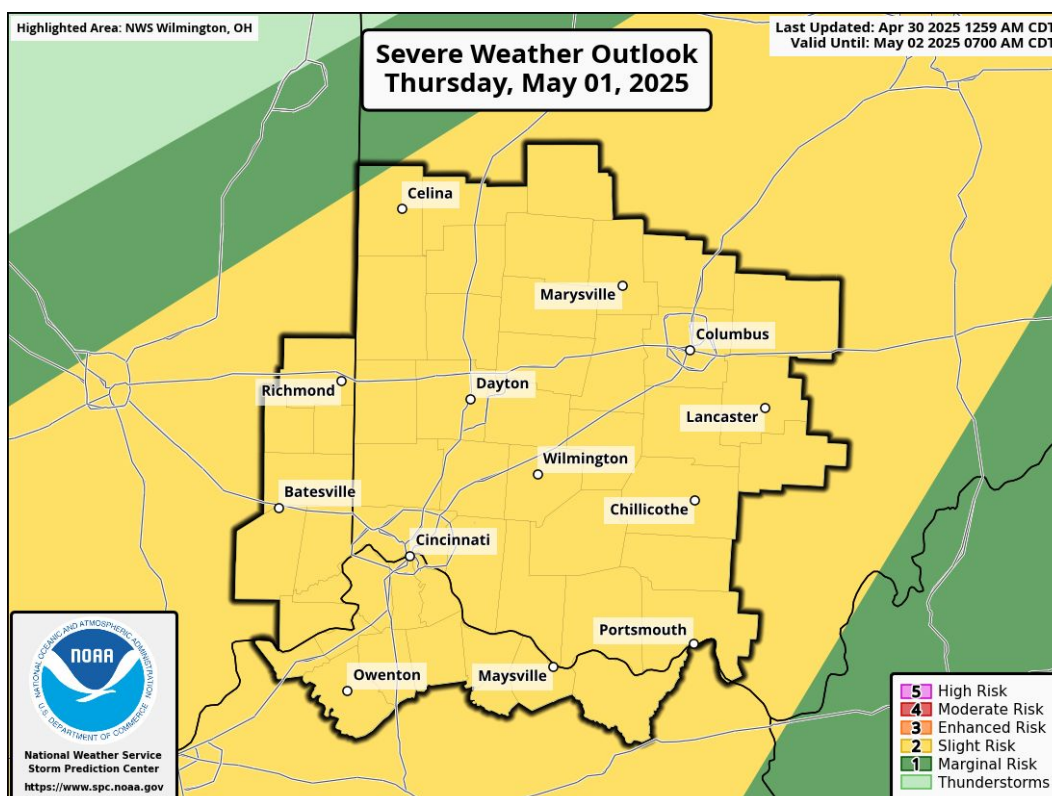 Highlighted Area: NWS Wilmington, OH
Severe Weather Outlook
Thursday, May 01, 2025
Last Updated: Apr 30 2025 1259 AM CDT
Valid Until: May 02 2025 0700 AM CDT
Celina
Marysville
Columbus
Richmond
Dayton
Lancaster
Wilmington
Batesville
Chillicothe
Cincinnati
Portsmouth
Owenton
Maysville
NATIONAL OCEANIC AND ATMOSPHERIC ADMINISTRATION
NOAA
U.S. DEPARTMENT OF COMMERCE
National Weather Service
Storm Prediction Center
https://www.spc.noaa.gov
5 High Risk
4 Moderate Risk
3 Enhanced Risk
2 Slight Risk
1 Marginal Risk
Thunderstorms